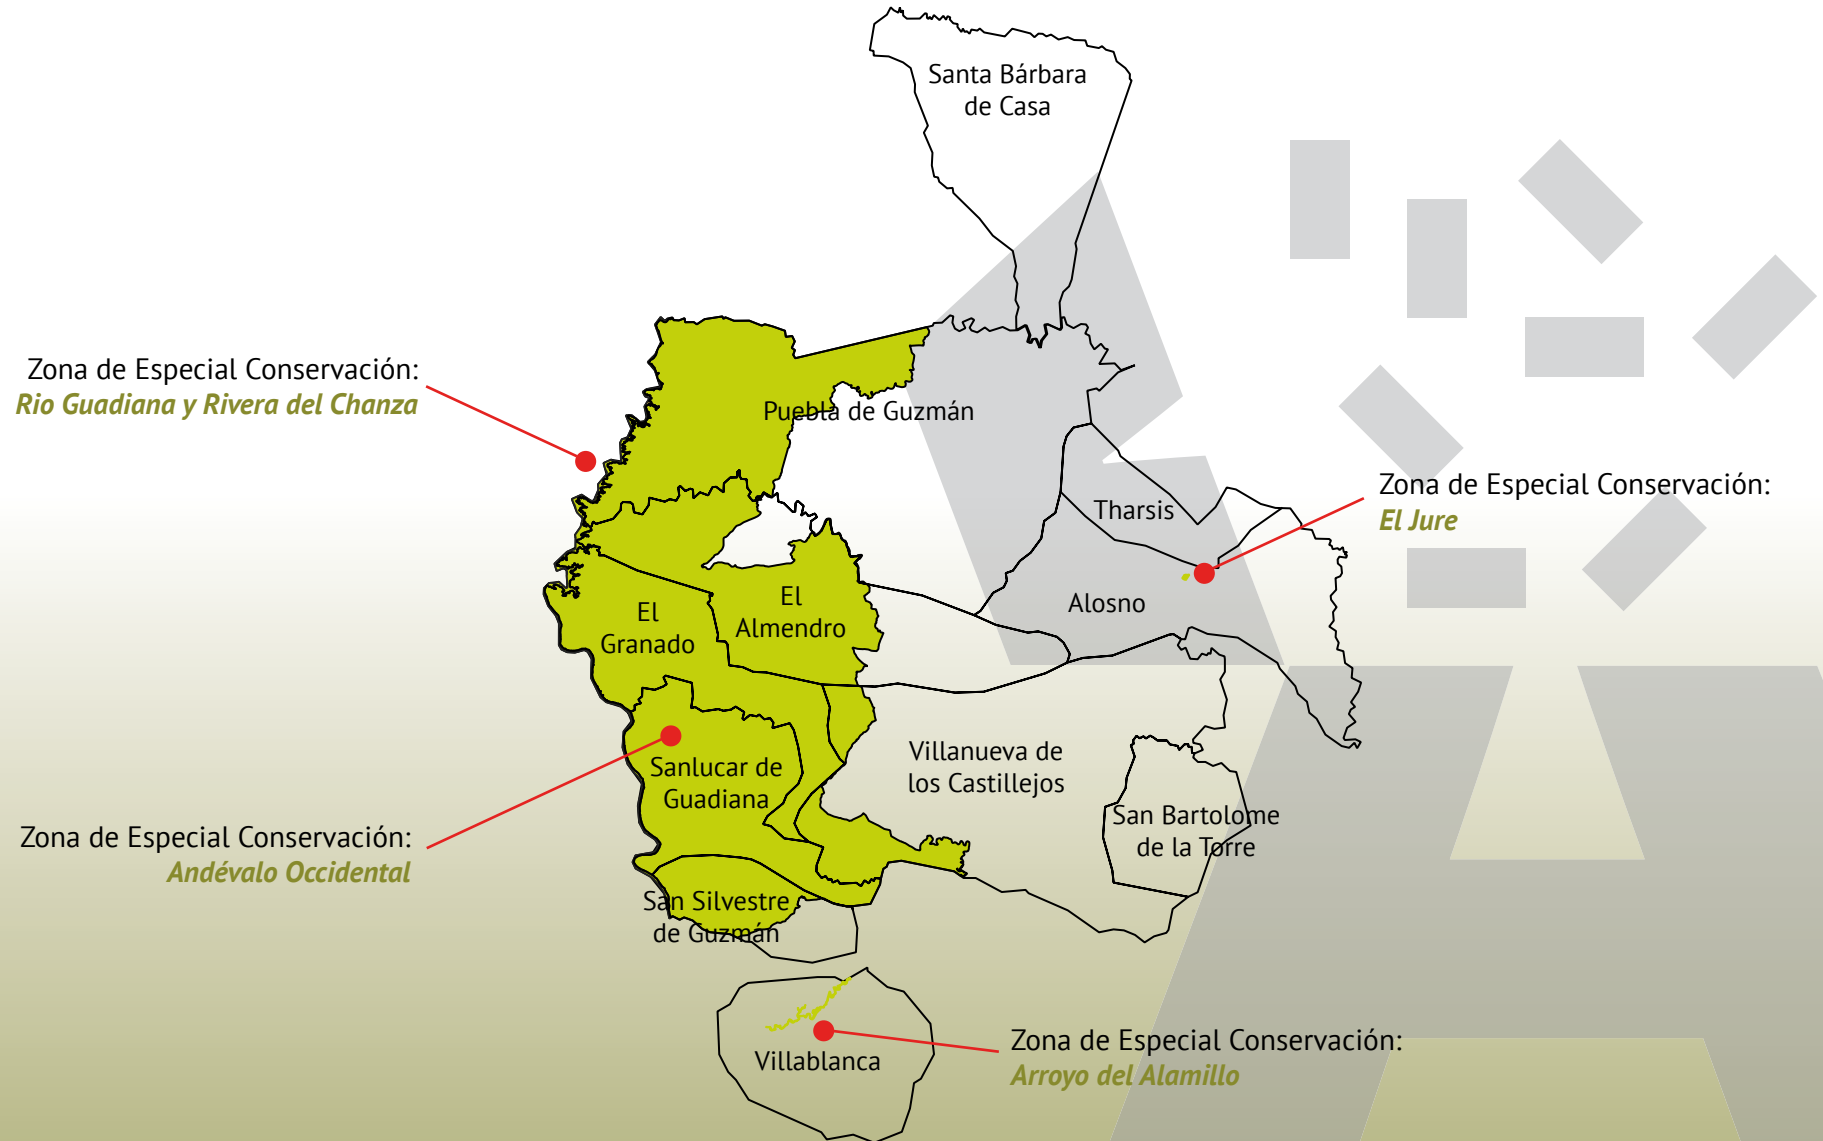 Santa Bárbara
de Casa
Zona de Especial Conservación:
Rio Guadiana y Rivera del Chanza
Puebla de Guzmán
Zona de Especial Conservación:
El Jure
Tharsis
Alosno
El
Almendro
El
Granado
Villanueva de
los Castillejos
Sanlucar de
Guadiana
San Bartolome
de la Torre
Zona de Especial Conservación:
Andévalo Occidental
San Silvestre
de Guzmán
Villablanca
Zona de Especial Conservación:
Arroyo del Alamillo